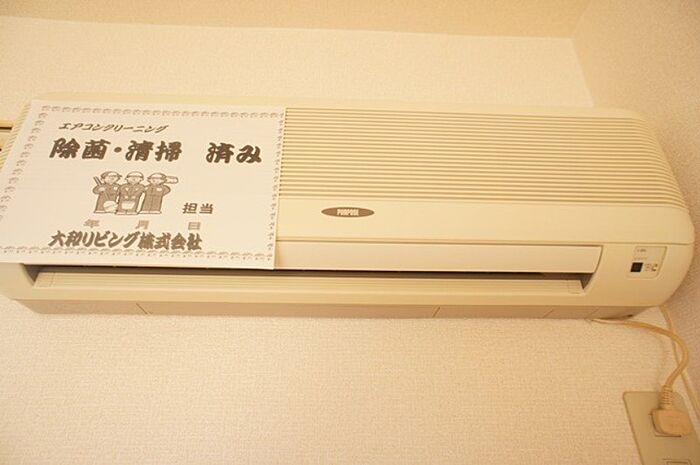 エアコンクリーニング
除菌・清掃 済み
担当
年 月 日
大和リビング株式会社
PURPOSE